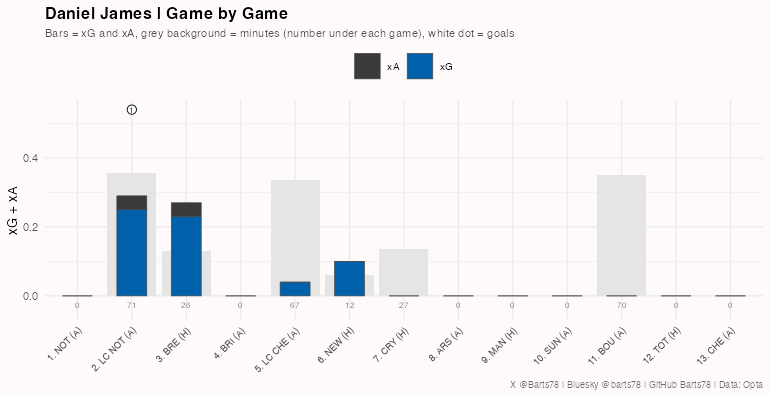 Daniel James | Game by Game
Bars = xG and xA, grey background = minutes (number under each game), white dot = goals
xA xG
1
xG + xA
0.4
0.2
0.0
0 71 26 0 67 12 27 0 0 0 70 0 0
1. NOT (A)
2. LC NOT (A)
3. BRE (H)
4. BRI (A)
5. LC CHE (A)
6. NEW (H)
7. CRY (H)
8. ARS (A)
9. MAN (H)
10. SUN (A)
11. BOU (A)
12. TOT (H)
13. CHE (A)
X @Barts78 | Bluesky @barts78 | GitHub Barts78 | Data: Opta